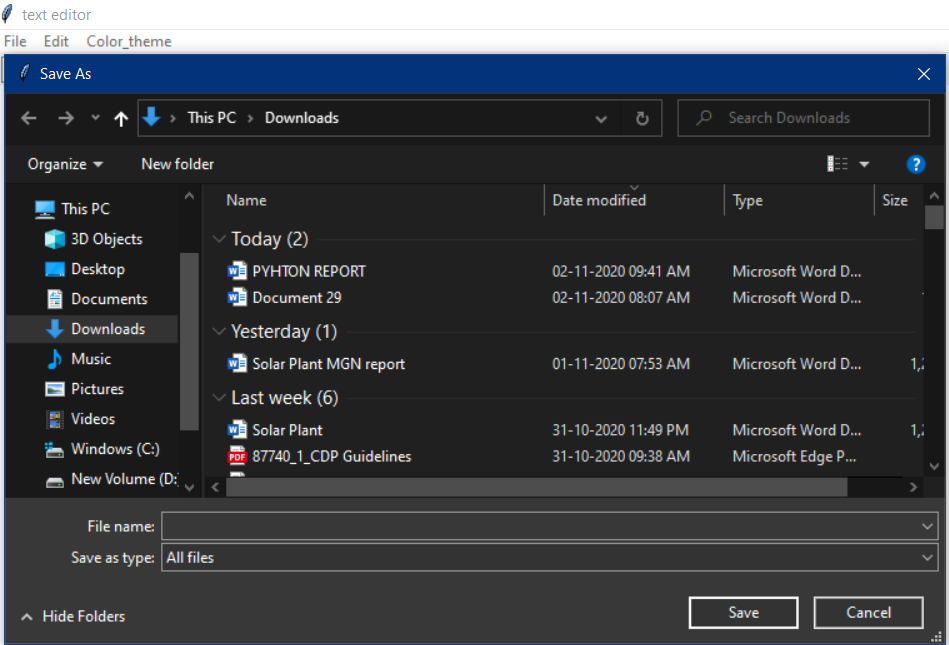 text editor
File Edit Color_theme
Save As
This PC Downloads
Search Downloads
Organize New folder
Name Date modified Type Size
This PC
3D Objects
Desktop
Documents
Downloads
Music
Pictures
Videos
Windows (C:)
New Volume (D:
Today (2)
PYHTON REPORT 02-11-2020 09:41 AM Microsoft Word D...
Document 29 02-11-2020 08:07 AM Microsoft Word D...
Yesterday (1)
Solar Plant MGN report 01-11-2020 07:53 AM Microsoft Word D...
Last week (6)
Solar Plant 31-10-2020 11:49 PM Microsoft Word D...
PDF 87740_1_CDP Guidelines 31-10-2020 09:38 AM Microsoft Edge P...
File name:
Save as type: All files
Hide Folders Save Cancel